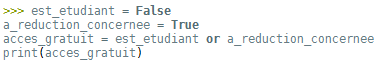 >>> est_etudiant = False
a_reduction_concernee = True
acces_gratuit = est_etudiant or a_reduction_concernee
print(acces_gratuit)